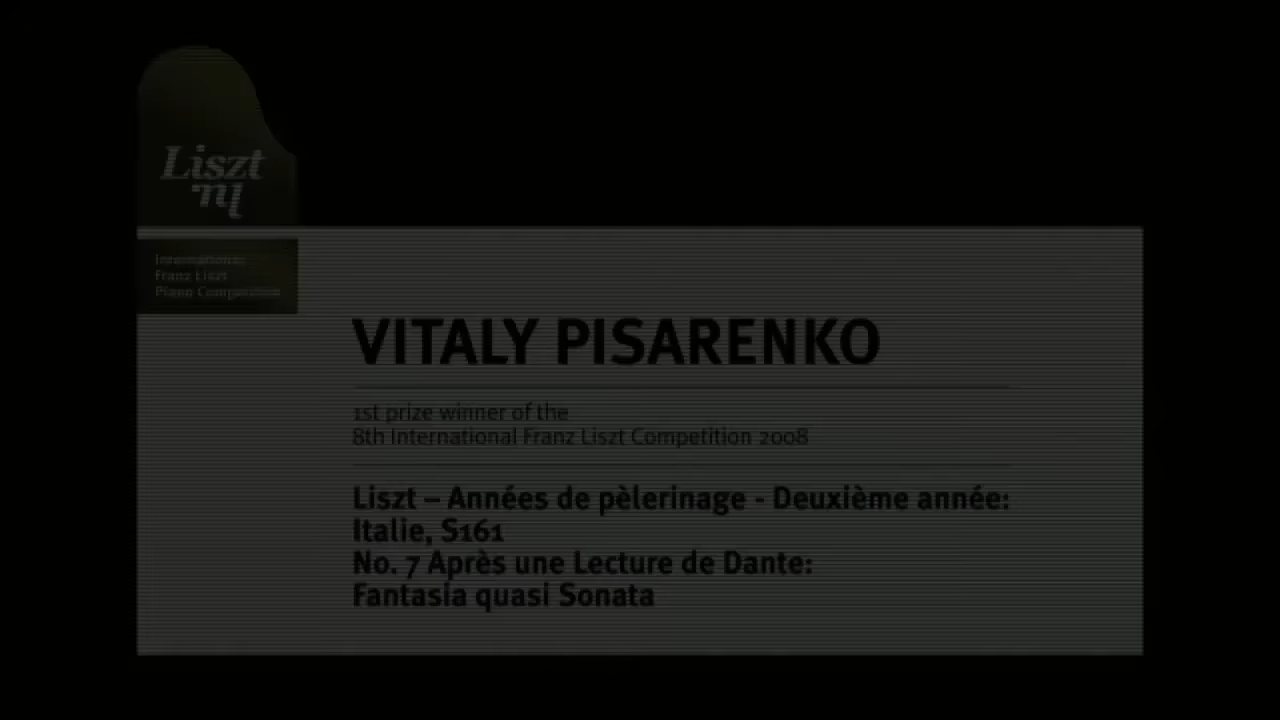 Liszt
.nl
International
Franz Liszt
Piano Competition
VITALY PISARENKO
1st prize winner of the
8th International Franz Liszt Competition 2008
Liszt – Années de pèlerinage - Deuxième année:
Italie, S161
No. 7 Après une Lecture de Dante:
Fantasia quasi Sonata